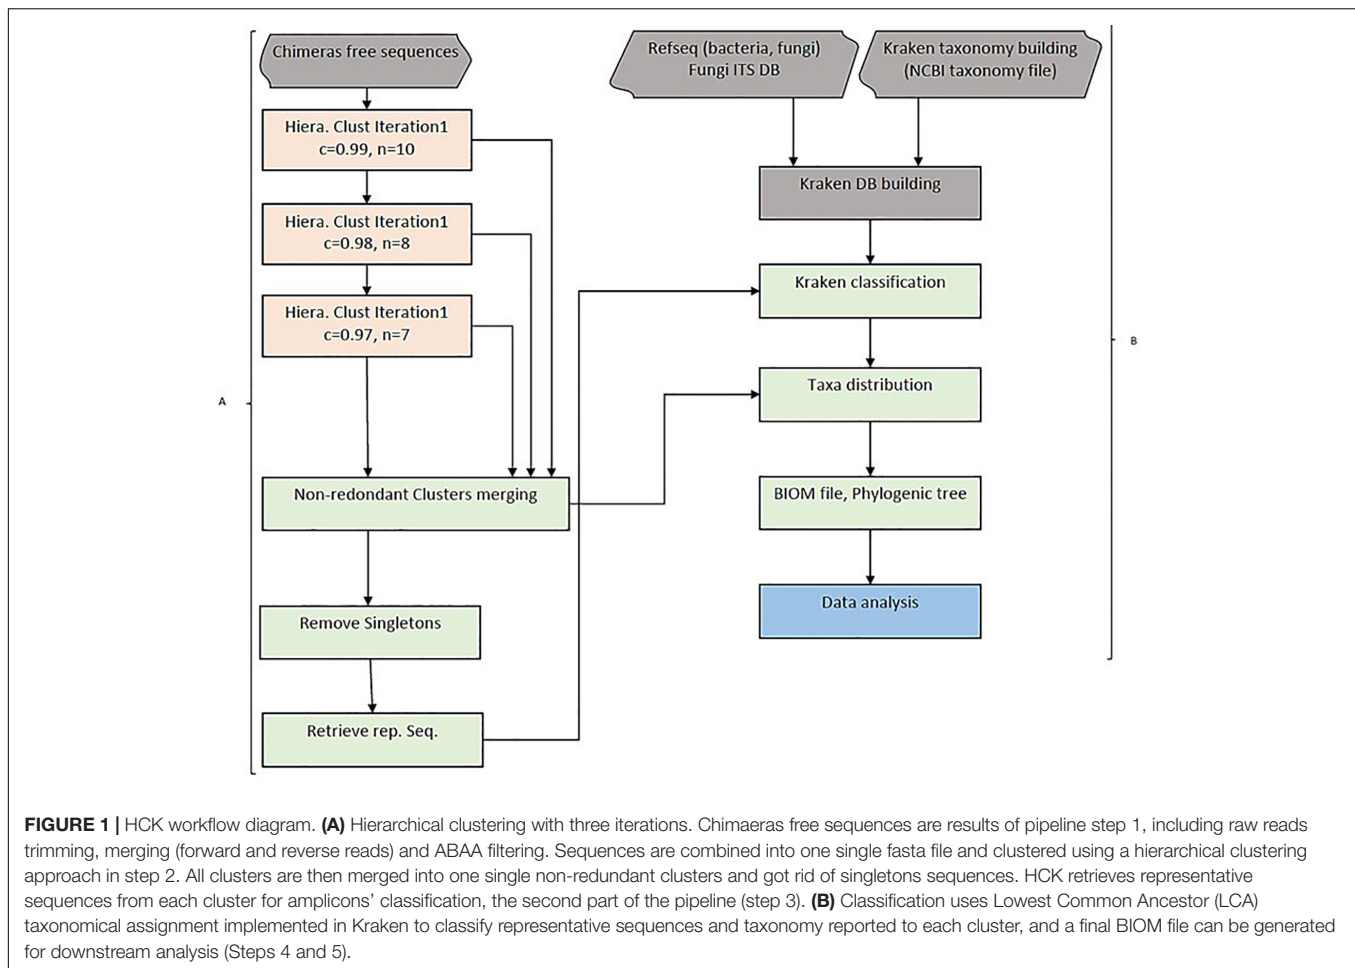 Chimeras free sequences
Hiera. Clust Iteration1
c=0.99, n=10
Hiera. Clust Iteration1
c=0.98, n=8
Hiera. Clust Iteration1
c=0.97, n=7
A
Non-redondant Clusters merging
Remove Singletons
Retrieve rep. Seq.
Refseq (bacteria, fungi)
Fungi ITS DB
Kraken taxonomy building
(NCBI taxonomy file)
Kraken DB building
Kraken classification
B
Taxa distribution
BIOM file, Phylogenic tree
Data analysis
FIGURE 1 | HCK workflow diagram. (A) Hierarchical clustering with three iterations. Chimaeras free sequences are results of pipeline step 1, including raw reads
trimming, merging (forward and reverse reads) and ABAA filtering. Sequences are combined into one single fasta file and clustered using a hierarchical clustering
approach in step 2. All clusters are then merged into one single non-redundant clusters and got rid of singletons sequences. HCK retrieves representative
sequences from each cluster for amplicons' classification, the second part of the pipeline (step 3). (B) Classification uses Lowest Common Ancestor (LCA)
taxonomical assignment implemented in Kraken to classify representative sequences and taxonomy reported to each cluster, and a final BIOM file can be generated
for downstream analysis (Steps 4 and 5).